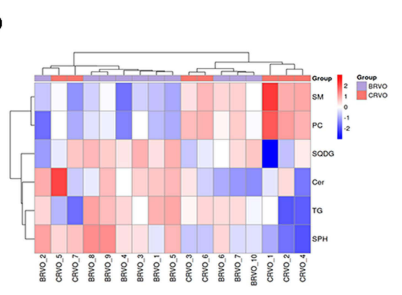 Group
2
1
0
-1
-2
Group
BRVO
CRVO
SM
PC
SQDG
Cer
TG
SPH
BRVO_2
CRVO_5
CRVO_7
BRVO_8
BRVO_9
BRVO_4
BRVO_3
BRVO_1
BRVO_5
CRVO_3
CRVO_6
BRVO_6
BRVO_7
BRVO_10
CRVO_1
CRVO_2
CRVO_4